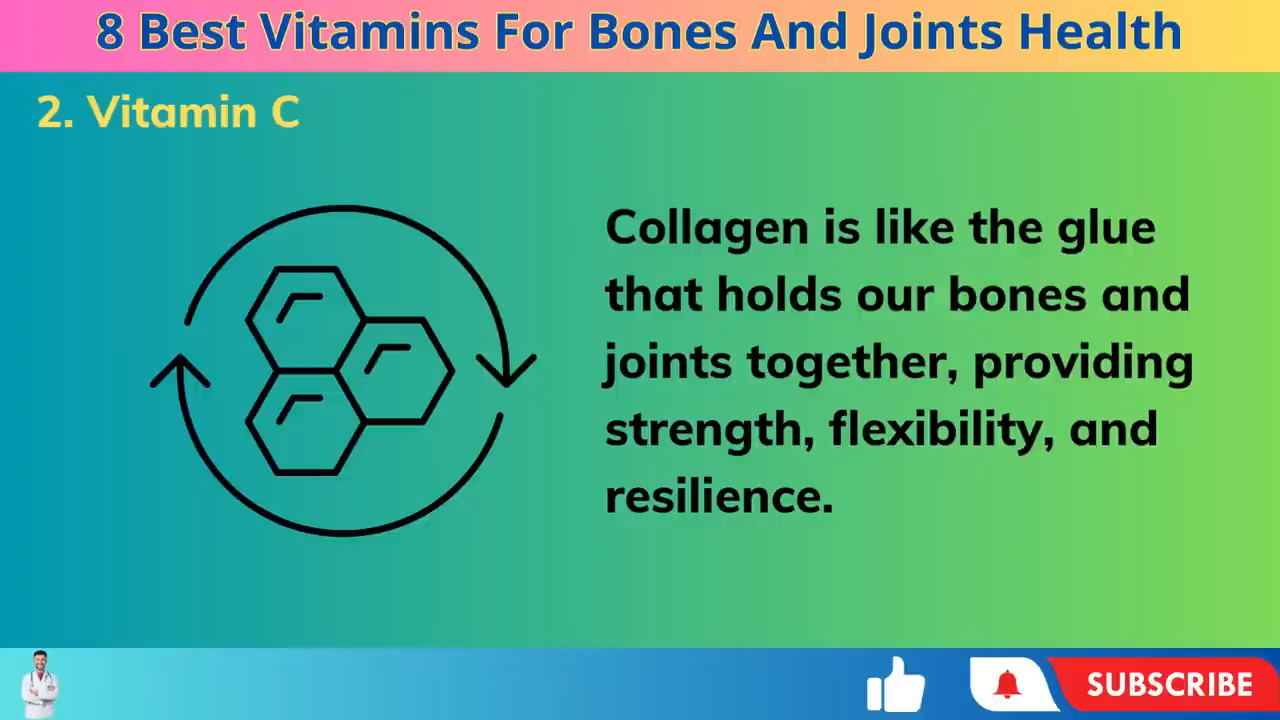 8 Best Vitamins For Bones And Joints Health
2. Vitamin C
Collagen is like the glue
that holds our bones and
joints together, providing
strength, flexibility, and
resilience.
SUBSCRIBE